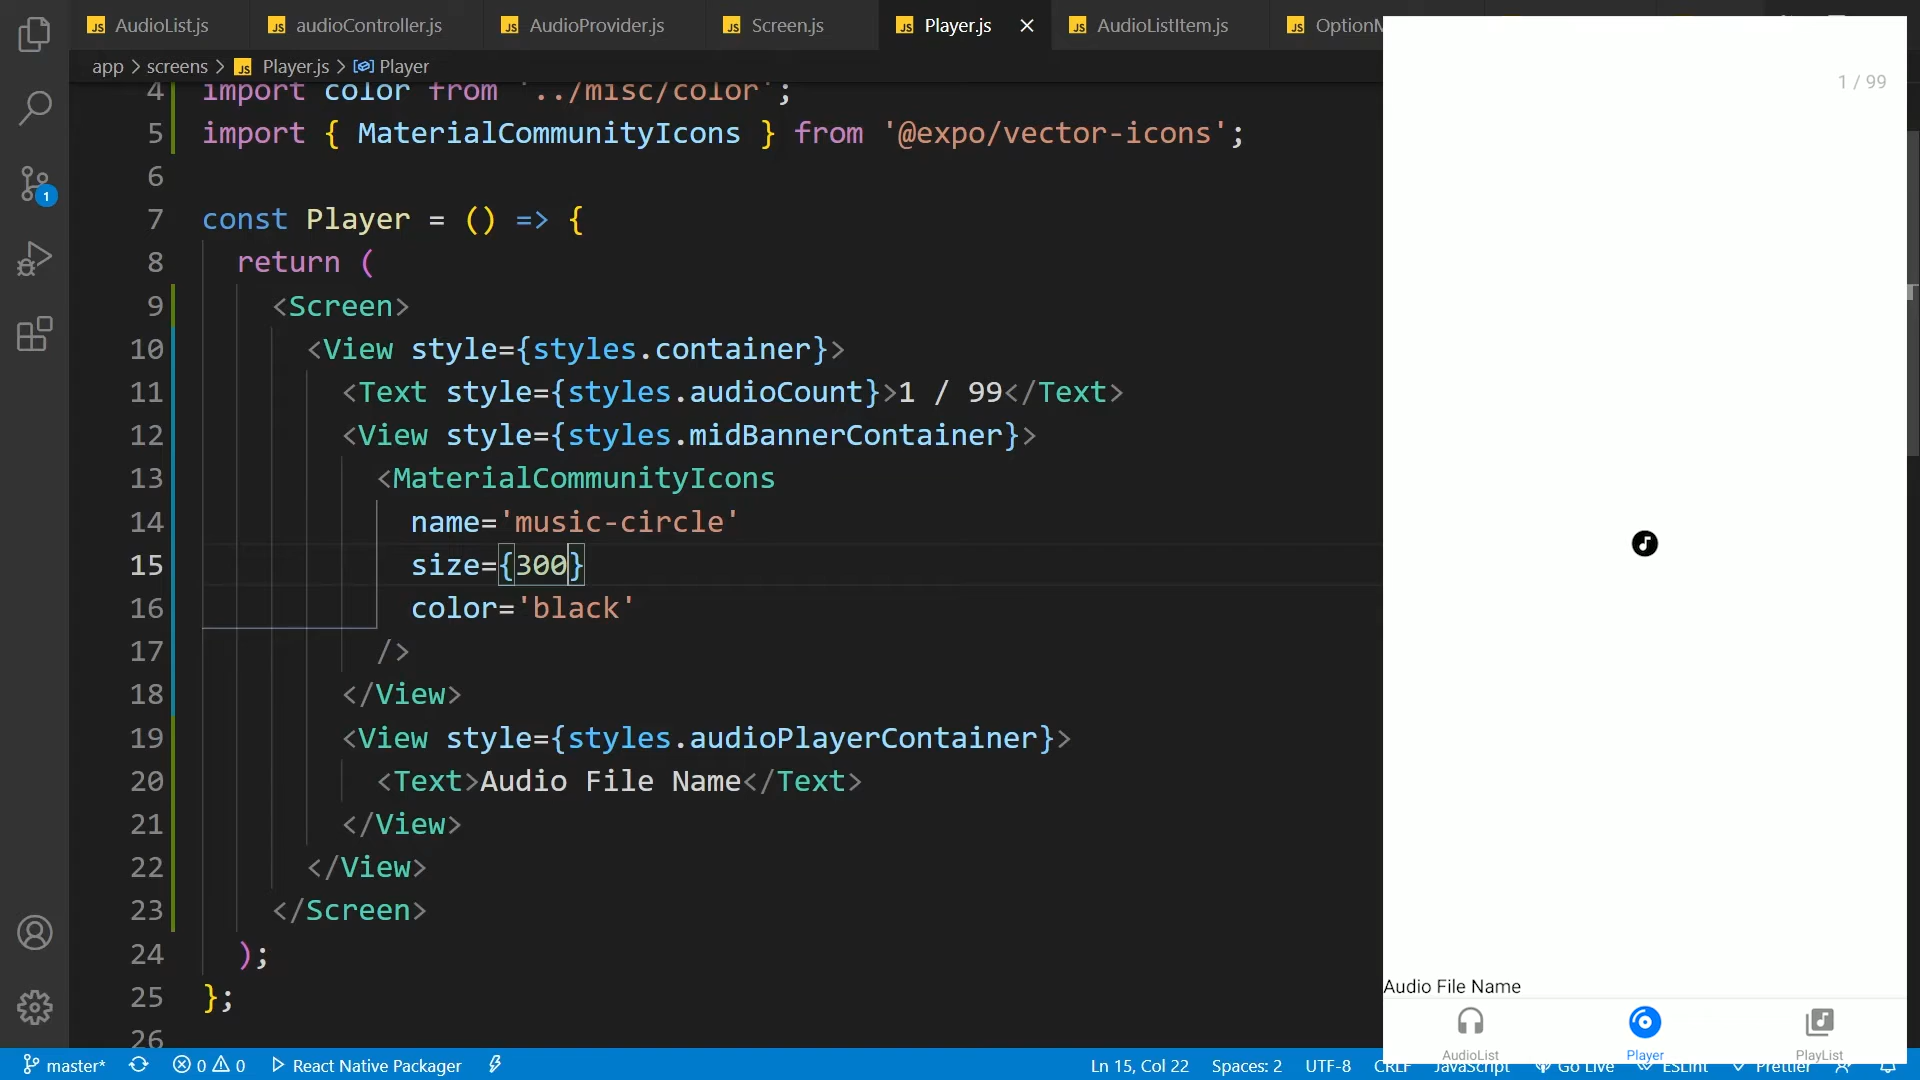 AudioList.js audioController.js AudioProvider.js Screen.js Player.js AudioListItem.js OptionM
app screens Player.js Player
4 import color from '../misc/color';
5 import { MaterialCommunityIcons } from '@expo/vector-icons';
6
7 const Player = () => {
8 return (
9 <Screen>
10 <View style={styles.container}>
11 <Text style={styles.audioCount}>1 / 99</Text>
12 <View style={styles.midBannerContainer}>
13 <MaterialCommunityIcons
14 name='music-circle'
15 size={300}
16 color='black'
17 />
18 </View>
19 <View style={styles.audioPlayerContainer}>
20 <Text>Audio File Name</Text>
21 </View>
22 </View>
23 </Screen>
24 );
25 };
26
1 / 99
Audio File Name
AudioList Player PlayList
1
master* 0 0 React Native Packager Ln 15, Col 22 Spaces: 2 UTF-8 CRLF JavaScript Go Live ESLint Prettier